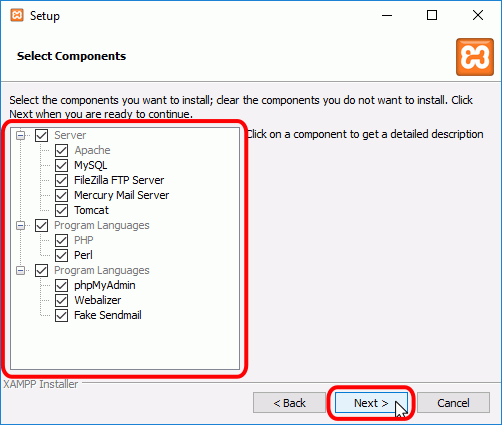 Setup
Select Components
Select the components you want to install; clear the components you do not want to install. Click
Next when you are ready to continue.
Server
Apache
MySQL
FileZilla FTP Server
Mercury Mail Server
Tomcat
Program Languages
PHP
Perl
Program Languages
phpMyAdmin
Webalizer
Fake Sendmail
Click on a component to get a detailed description
XAMPP Installer
< Back
Next >
Cancel